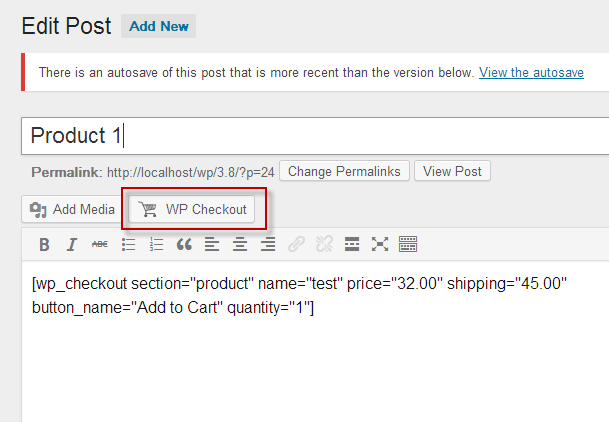 Edit Post Add New
There is an autosave of this post that is more recent than the version below. View the autosave
Product 1
Permalink: http://localhost/wp/3.8/?p=24 Change Permalinks View Post
Add Media WP Checkout
B I ABC
[wp_checkout section="product" name="test" price="32.00" shipping="45.00"
button_name="Add to Cart" quantity="1"]